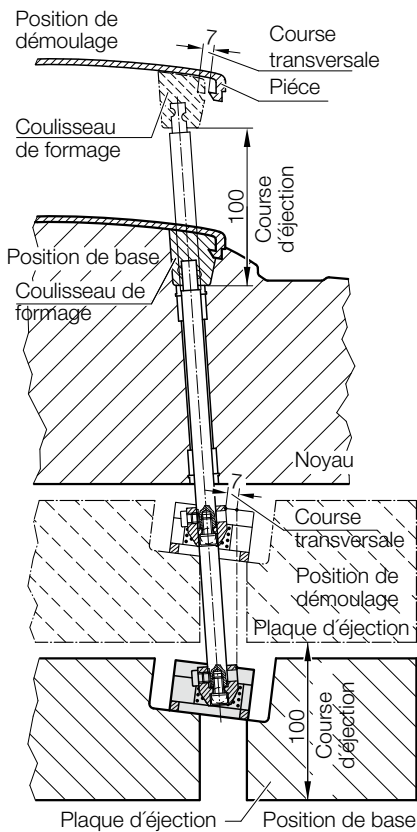 Position de
démoulage
7
Course
transversale
Piéce
Coulisseau
de formage
100
Course
d´éjection
Position de base
Coulisseau de
formage
Noyau
7
Course
transversale
Position de
démoulage
Plaque d´éjection
100
Course
d´éjection
Plaque d´éjection
Position de base